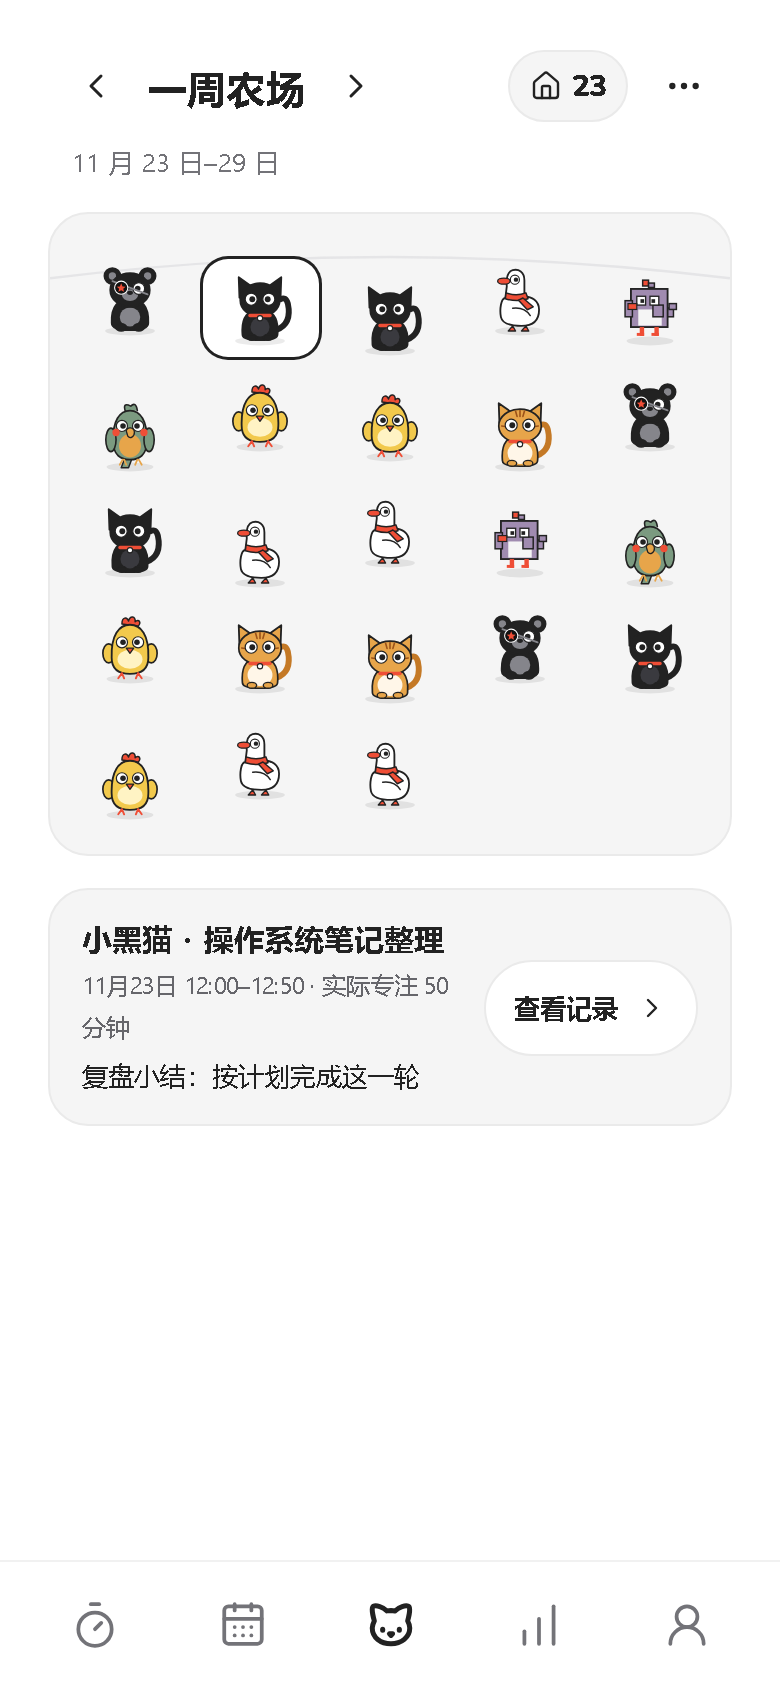 一周农场
23
11 月 23 日–29 日
小黑猫 · 操作系统笔记整理
11月23日 12:00–12:50 · 实际专注 50
分钟
复盘小结：按计划完成这一轮
查看记录